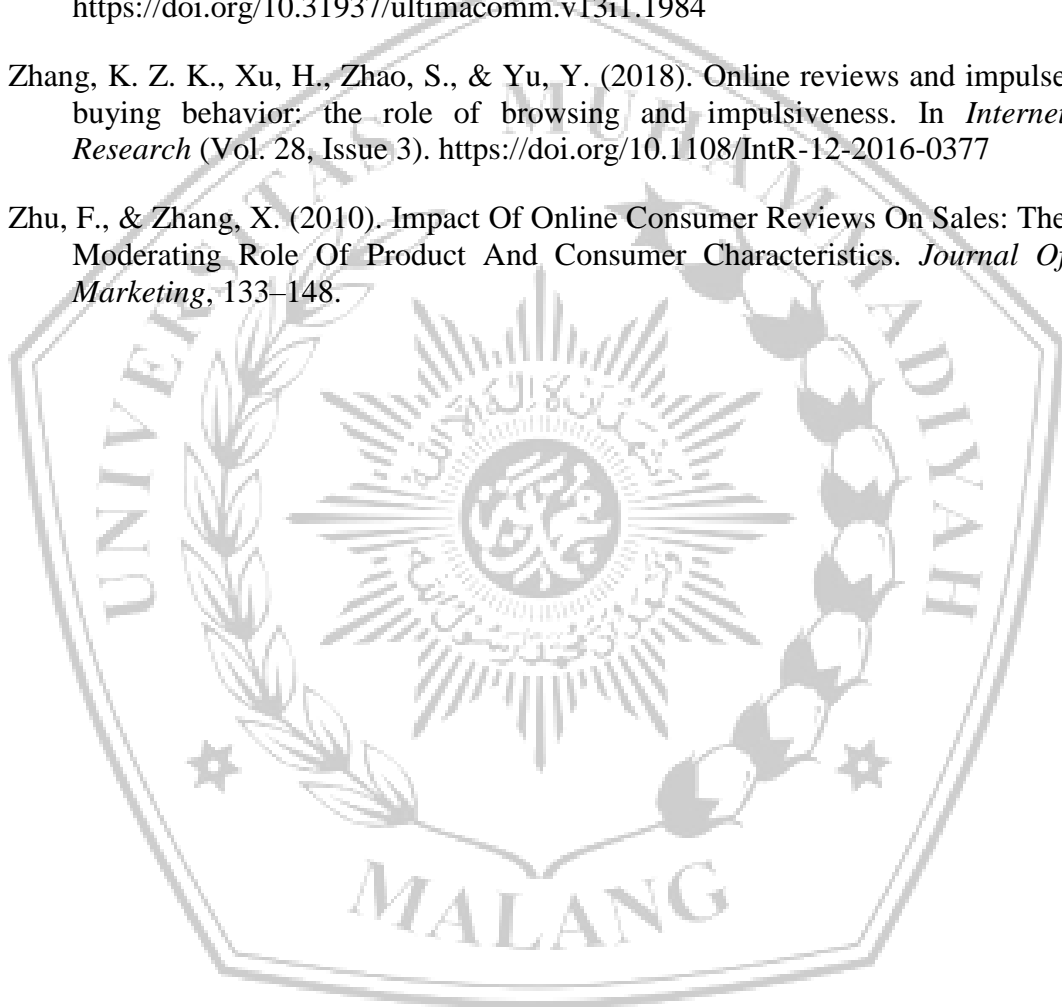 https://doi.org/10.31937/ultimacomm.v13i1.1984
Zhang, K. Z. K., Xu, H., Zhao, S., & Yu, Y. (2018). Online reviews and impulse
buying behavior: the role of browsing and impulsiveness. In Internet
Research (Vol. 28, Issue 3). https://doi.org/10.1108/IntR-12-2016-0377
Zhu, F., & Zhang, X. (2010). Impact Of Online Consumer Reviews On Sales: The
Moderating Role Of Product And Consumer Characteristics. Journal Of
Marketing, 133–148.
UNIVERSITAS MUHAMMADIYAH
MALANG